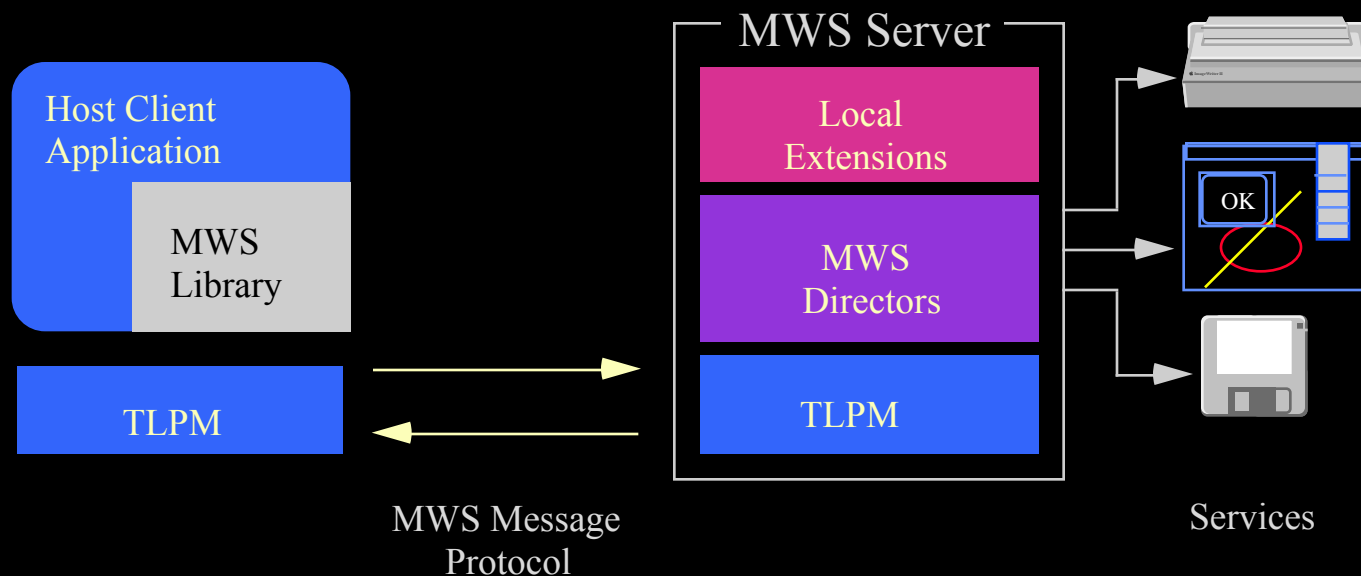 Host Client
Application
MWS
Library
TLPM
MWS Message
Protocol
MWS Server
Local
Extensions
MWS
Directors
TLPM
OK
Services